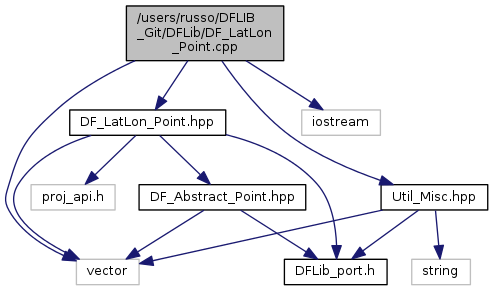 /users/russo/DFLIB
_Git/DFLib/DF_LatLon
_Point.cpp
DF_LatLon_Point.hpp
iostream
proj_api.h
DF_Abstract_Point.hpp
Util_Misc.hpp
vector
DFLib_port.h
string